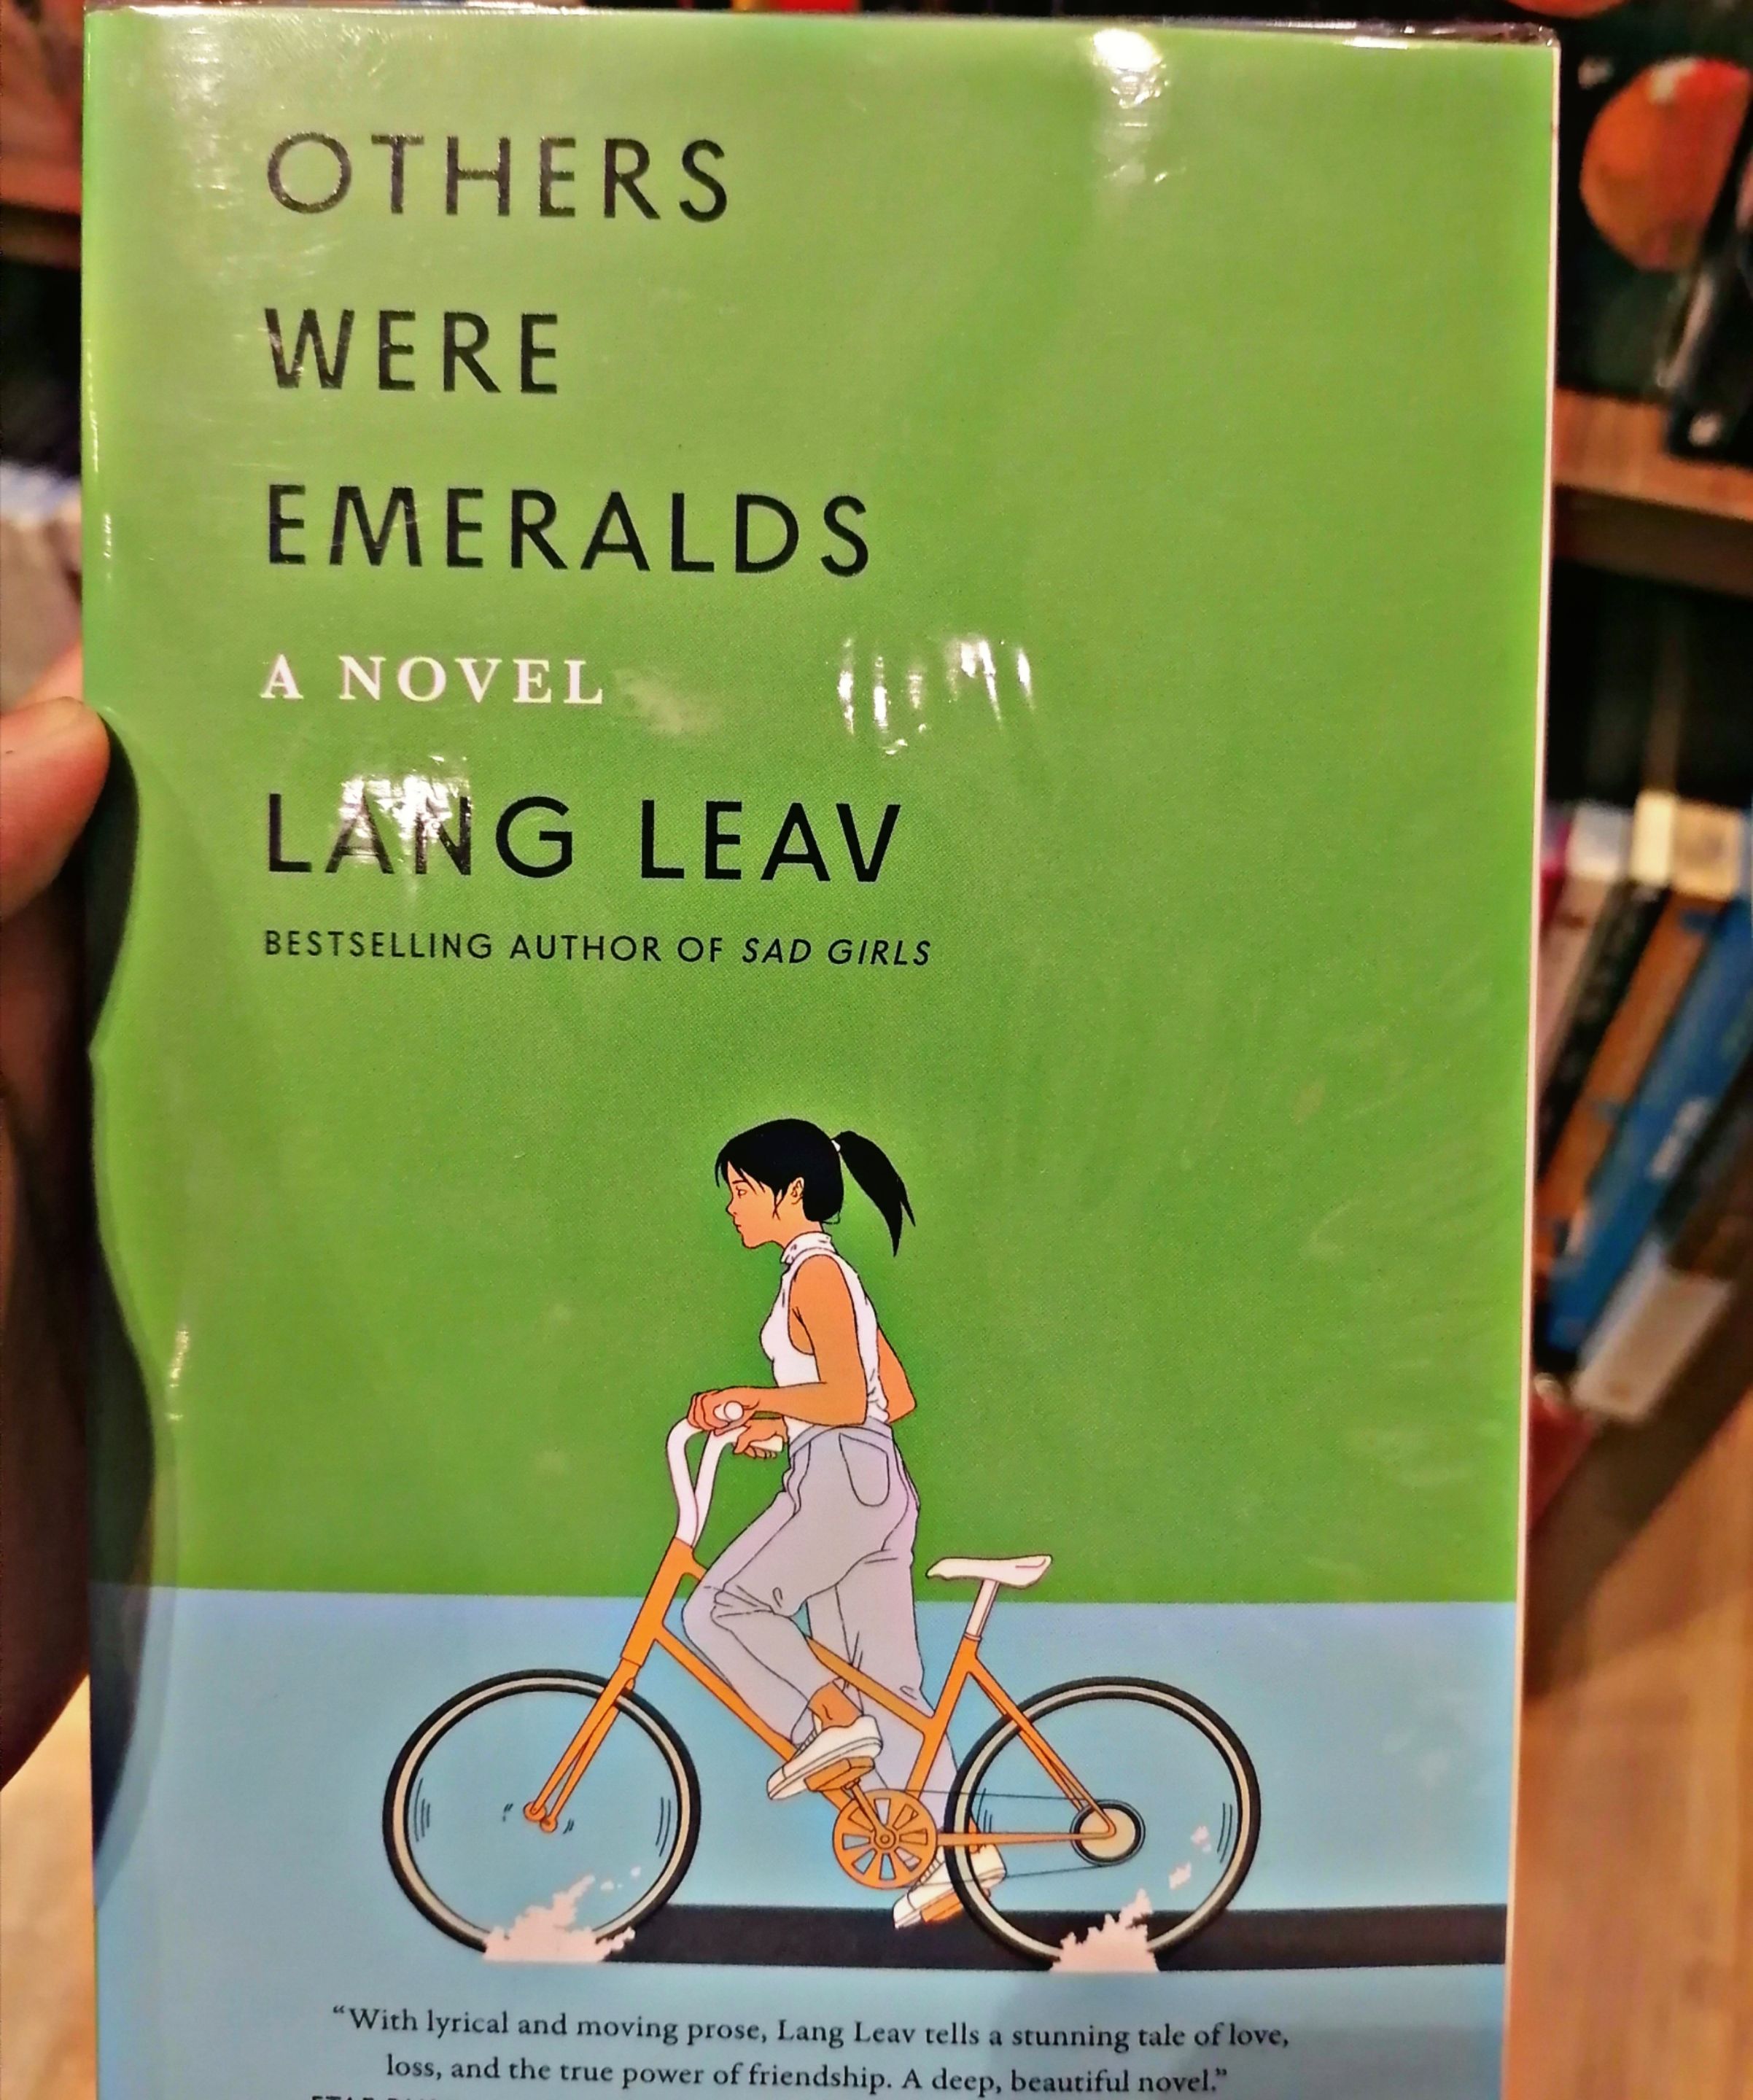 OTHERS
WERE
EMERALDS
A NOVEL
LANG LEAV
BESTSELLING AUTHOR OF SAD GIRLS
“With lyrical and moving prose, Lang Leav tells a stunning tale of love,
loss, and the true power of friendship. A deep, beautiful novel.”